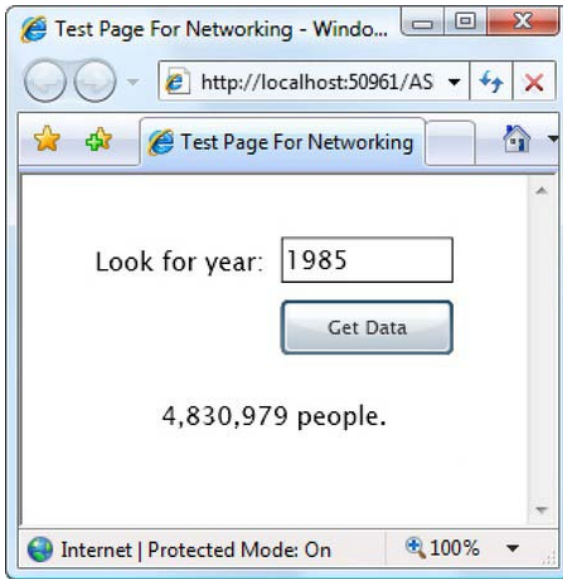 Test Page For Networking - Windo...
http://localhost:50961/AS
Test Page For Networking
Look for year: 1985
Get Data
4,830,979 people.
Internet | Protected Mode: On 100%